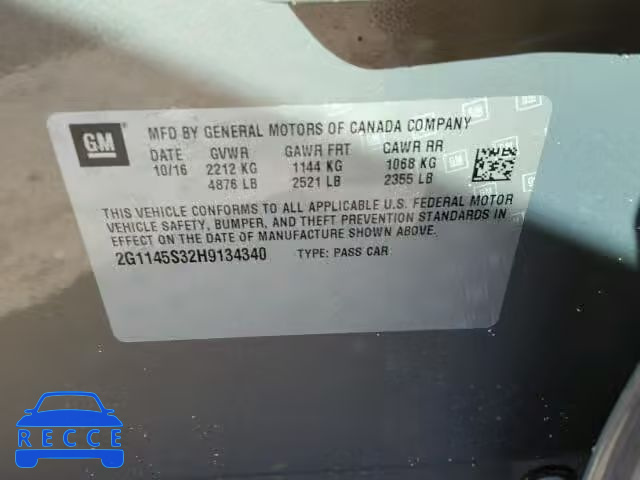 GM
MFD BY GENERAL MOTORS OF CANADA COMPANY
DATE GVWR GAWR FRT GAWR RR
10/16 2212 KG 1144 KG 1068 KG
4876 LB 2521 LB 2355 LB
THIS VEHICLE CONFORMS TO ALL APPLICABLE U.S. FEDERAL MOTOR
VEHICLE SAFETY, BUMPER, AND THEFT PREVENTION STANDARDS IN
EFFECT ON THE DATE OF MANUFACTURE SHOWN ABOVE.
2G1145S32H9134340 TYPE: PASS CAR
RECCE